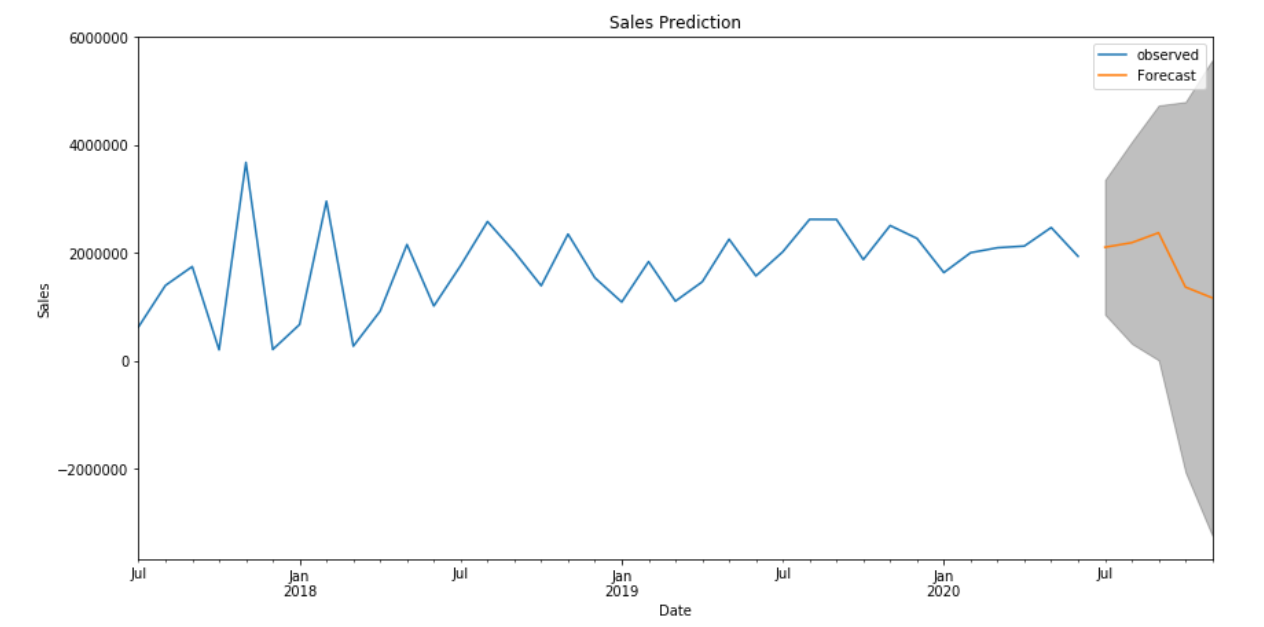 Sales Prediction
6000000
4000000
2000000
0
−2000000
Sales
observed
Forecast
Jul
Jan
2018
Jul
Jan
2019
Jul
Jan
2020
Jul
Date